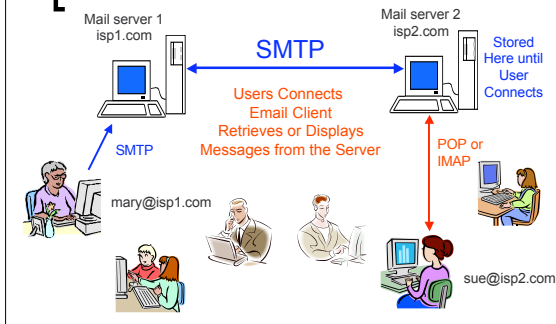 Mail server 1
isp1.com
Mail server 2
isp2.com
SMTP
Stored
Here until
User
Connects
Users Connects
Email Client
Retrieves or Displays
Messages from the Server
SMTP
POP or
IMAP
mary@isp1.com
sue@isp2.com